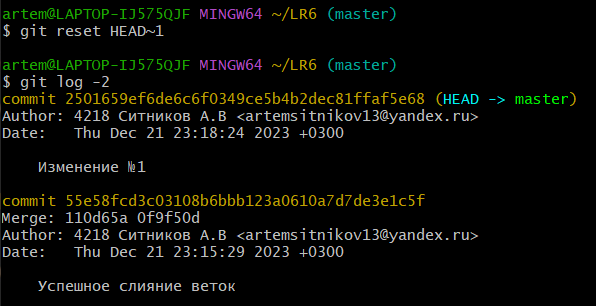 artem@LAPTOP-IJ575QJF MINGW64 ~/LR6 (master)
$ git reset HEAD~1
artem@LAPTOP-IJ575QJF MINGW64 ~/LR6 (master)
$ git log -2
commit 2501659ef6de6c6f0349ce5b4b2dec81ffaf5e68 (HEAD -> master)
Author: 4218 Ситников А.В <artemsitnikov13@yandex.ru>
Date:   Thu Dec 21 23:18:24 2023 +0300
    Изменение №1
commit 55e58fcd3c03108b6bbb123a0610a7d7de3e1c5f
Merge: 110d65a 0f9f50d
Author: 4218 Ситников А.В <artemsitnikov13@yandex.ru>
Date:   Thu Dec 21 23:15:29 2023 +0300
    Успешное слияние веток